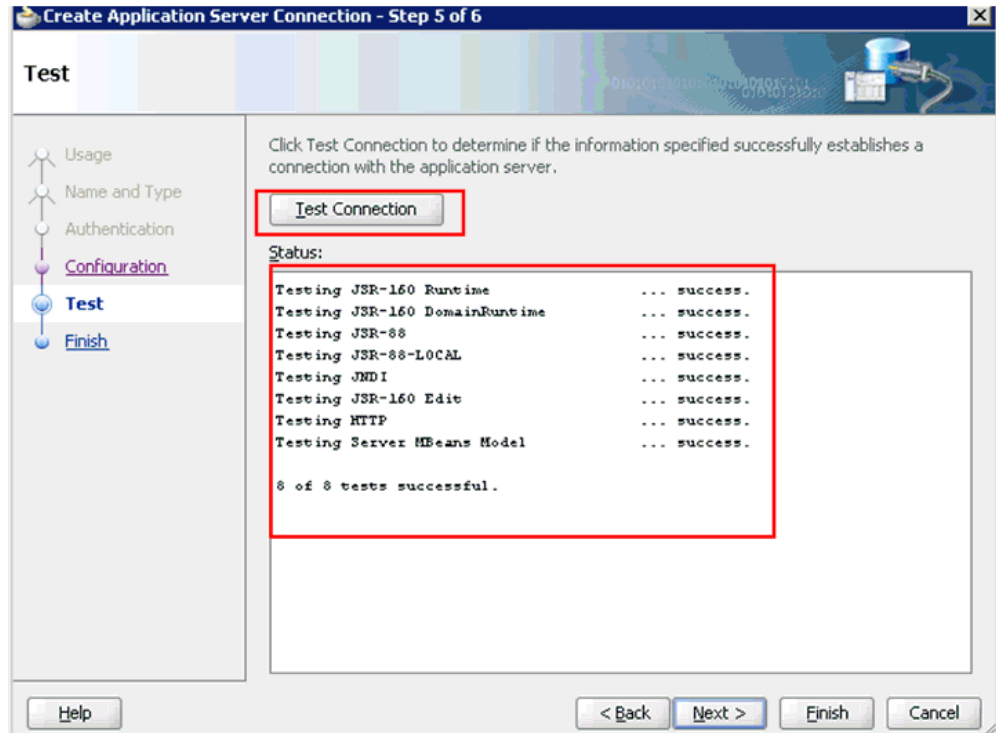 Create Application Server Connection - Step 5 of 6
Test
Click Test Connection to determine if the information specified successfully establishes a
connection with the application server.
Usage
Name and Type
Authentication
Configuration
Test
Finish
Test Connection
Status:
Testing JSR-160 Runtime ... success.
Testing JSR-160 DomainRuntime ... success.
Testing JSR-88 ... success.
Testing JSR-88-LOCAL ... success.
Testing JNDI ... success.
Testing JSR-160 Edit ... success.
Testing HTTP ... success.
Testing Server MBeans Model ... success.
8 of 8 tests successful.
Help
< Back
Next >
Finish
Cancel